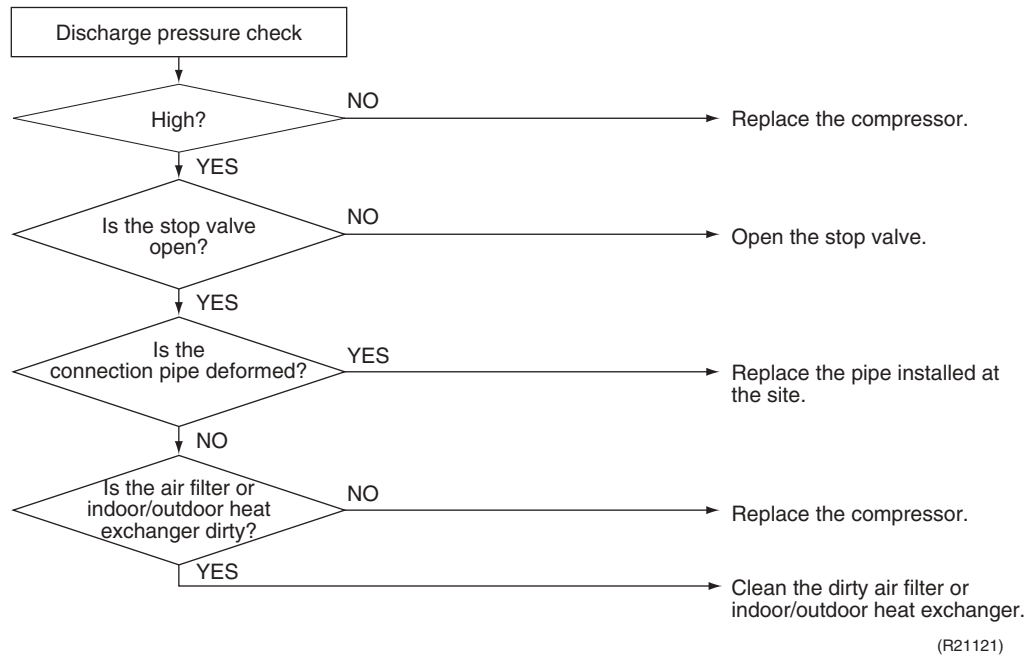 Discharge pressure check
High?
NO
Replace the compressor.
YES
Is the stop valve
open?
NO
Open the stop valve.
YES
Is the
connection pipe deformed?
YES
Replace the pipe installed at
the site.
NO
Is the air filter or
indoor/outdoor heat
exchanger dirty?
NO
Replace the compressor.
YES
Clean the dirty air filter or
indoor/outdoor heat exchanger.
(R21121)